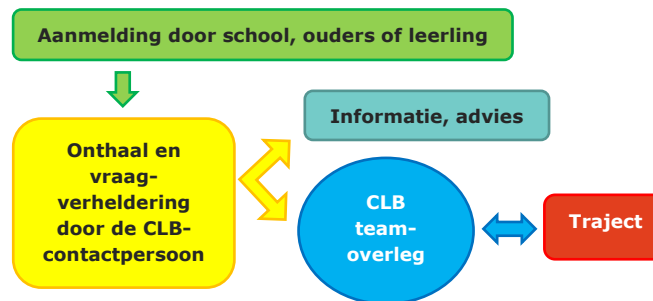 Aanmelding door school, ouders of leerling
Informatie, advies
Onthaal en
vraag-
verheldering
door de CLB-
contactpersoon
CLB
team-
overleg
Traject